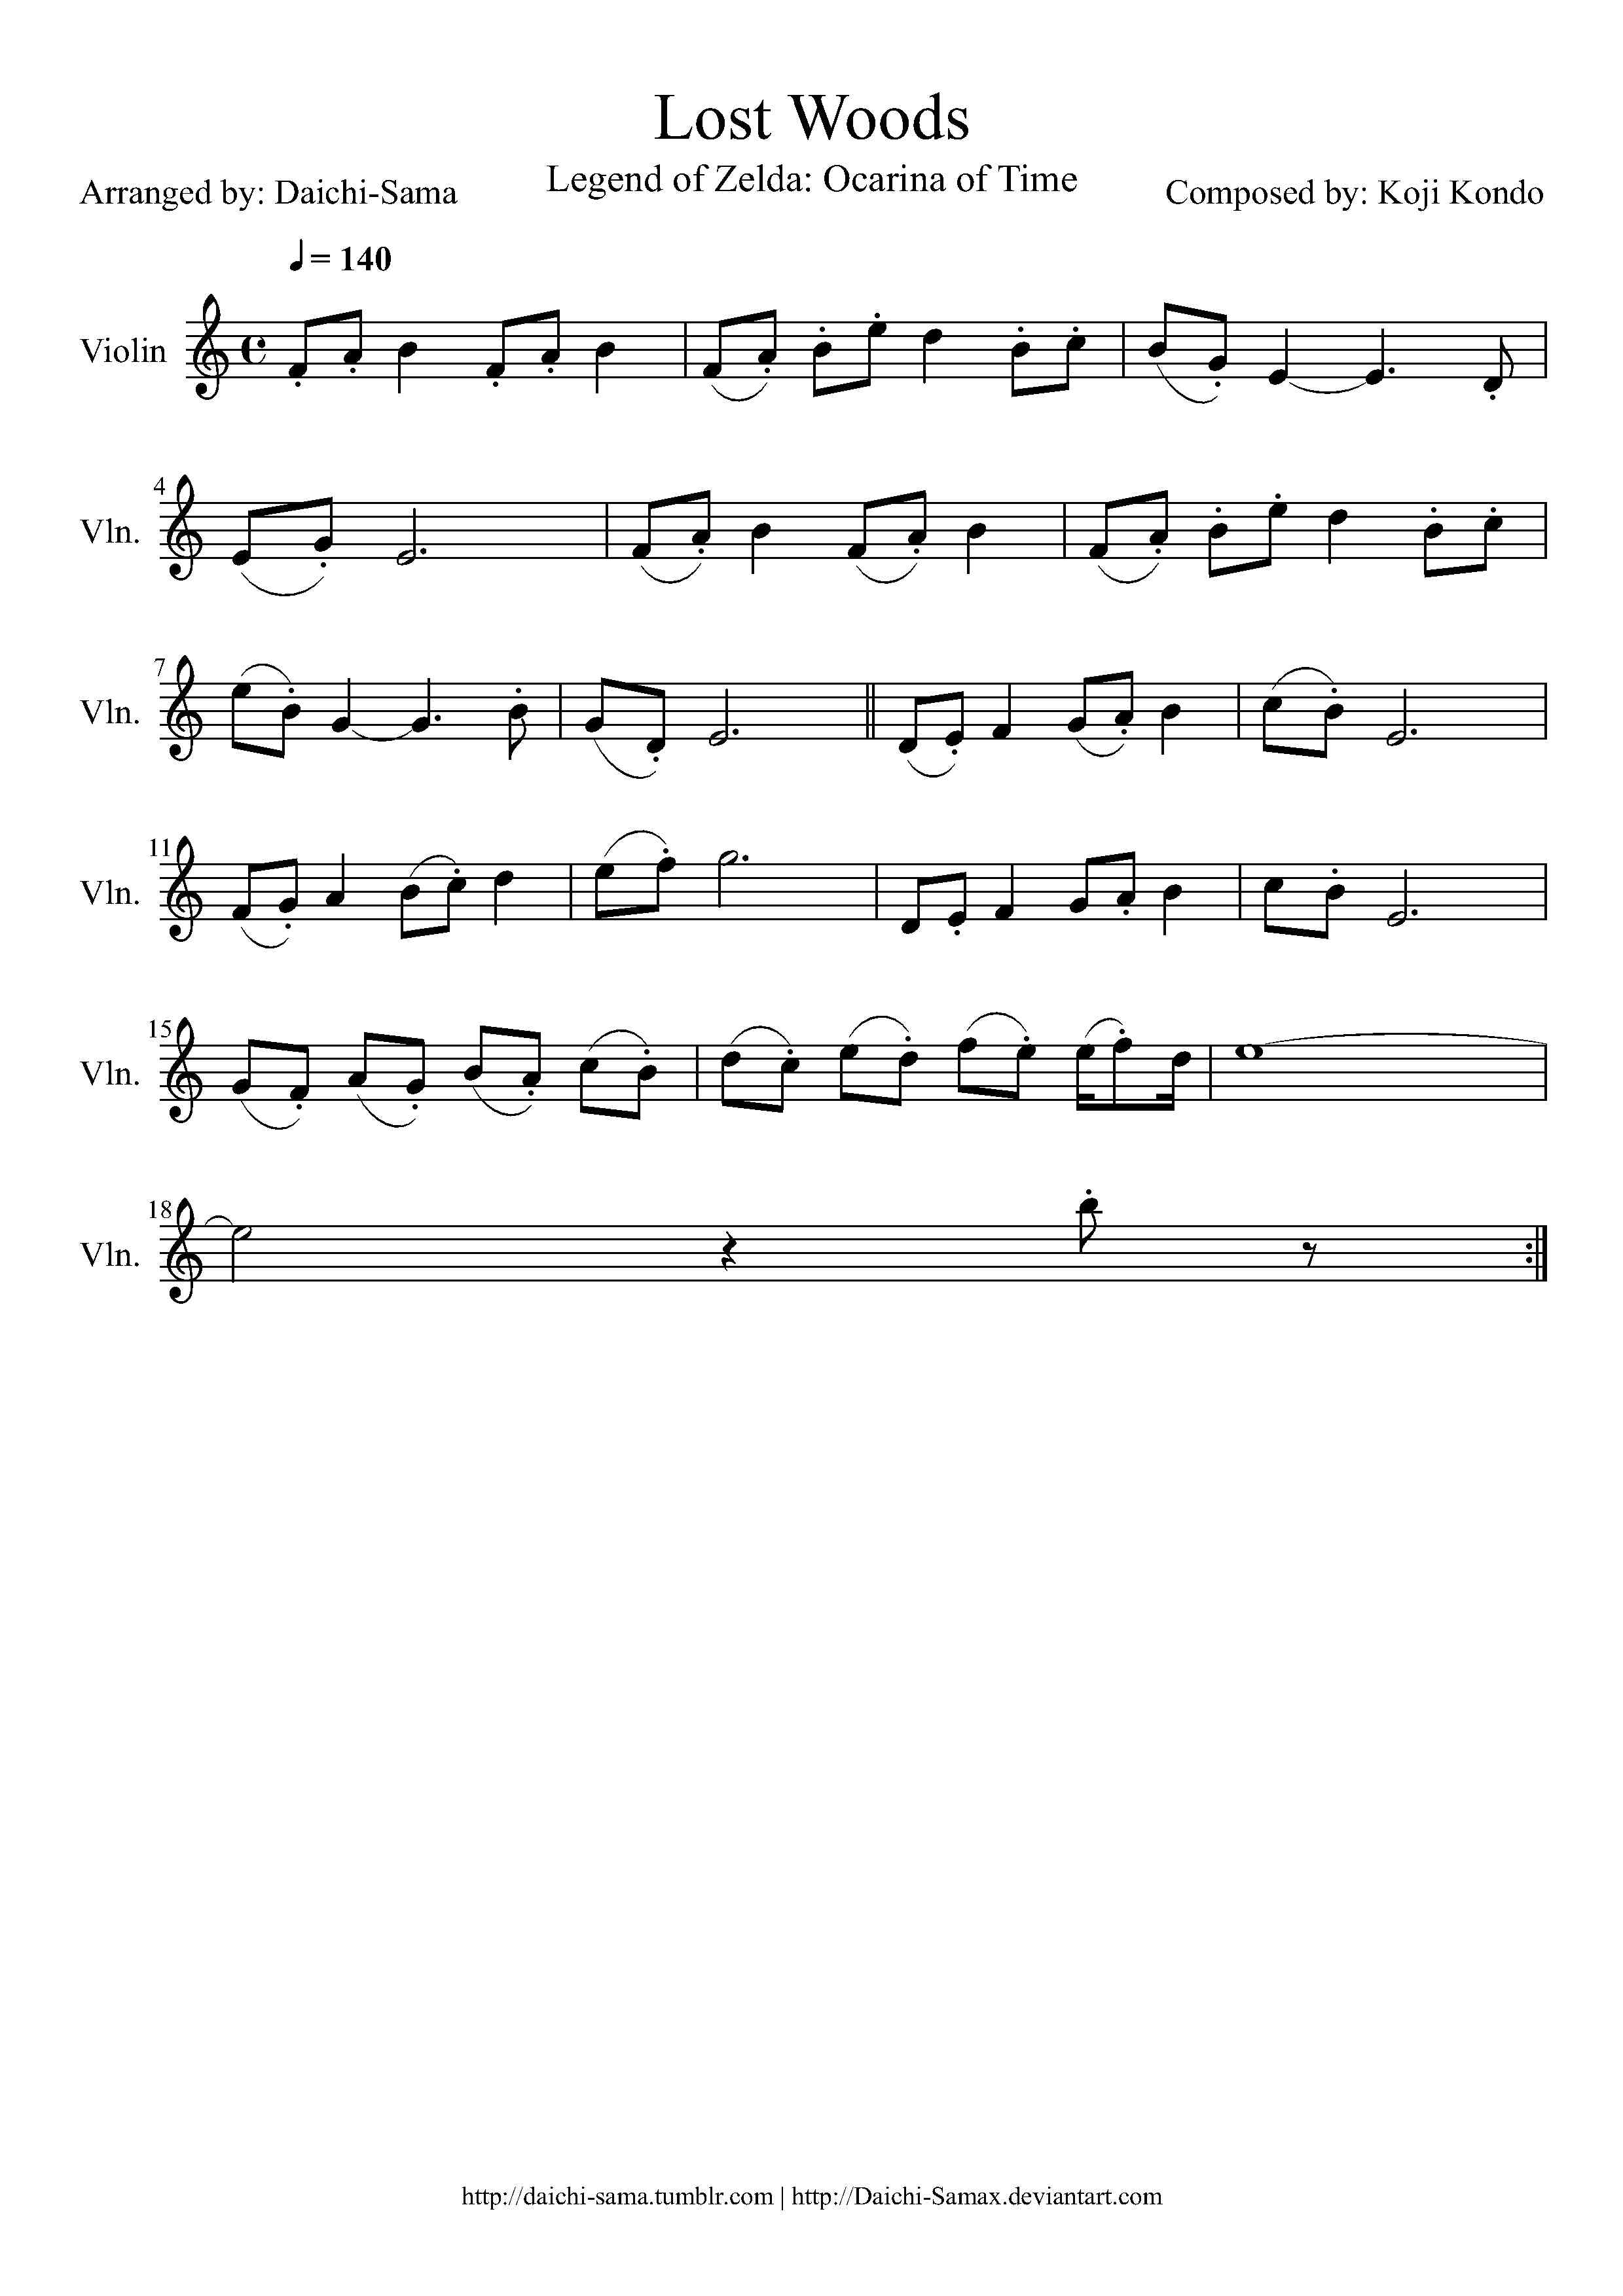 Lost Woods
Legend of Zelda: Ocarina of Time
Arranged by: Daichi-Sama
Composed by: Koji Kondo
= 140
Violin
4
Vln.
7
Vln.
11
Vln.
15
Vln.
18
Vln.
http://daichi-sama.tumblr.com | http://Daichi-Samax.deviantart.com